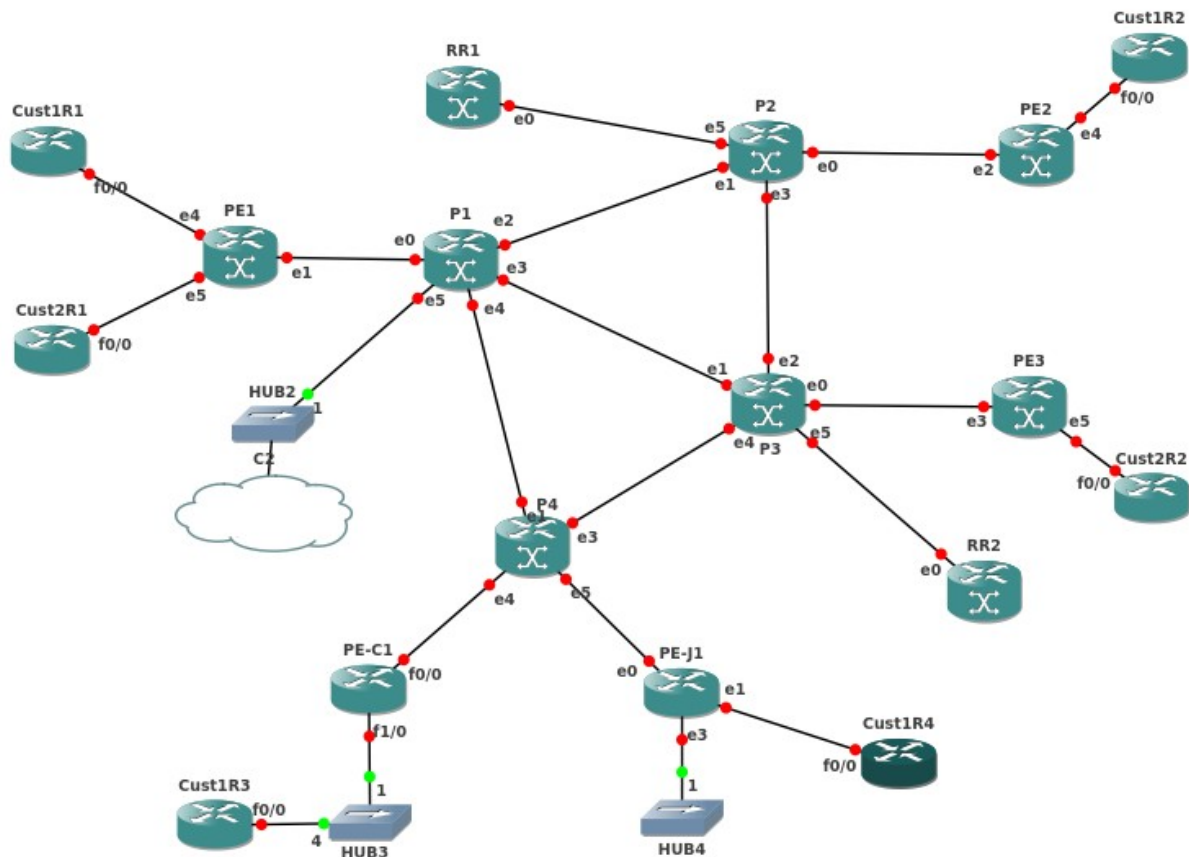 Cust1R2
RR1
f0/0
P2
PE2
e4
Cust1R1
e0
e5
e0
e2
e1
e3
f0/0
e4
PE1
P1
e2
e0
e3
e1
e5
e5
e4
Cust2R1
f0/0
e2
PE3
e1
e0
HUB2
1
e3
e5
e4
e5
P3
Cust2R2
C2
f0/0
P4
e1
e3
RR2
e0
e4
e5
PE-C1
PE-J1
f0/0
e0
e1
f1/0
e3
Cust1R4
f0/0
Cust1R3
1
1
f0/0
4
HUB3
HUB4